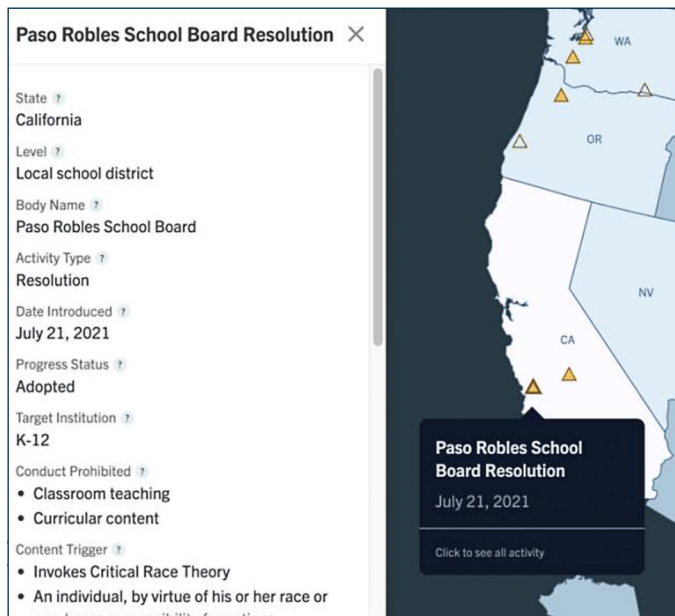 Paso Robles School Board Resolution ×
State ?
California
Level ?
Local school district
Body Name ?
Paso Robles School Board
Activity Type ?
Resolution
Date Introduced ?
July 21, 2021
Progress Status ?
Adopted
Target Institution ?
K-12
Conduct Prohibited ?
• Classroom teaching
• Curricular content
Content Trigger ?
• Invokes Critical Race Theory
• An individual, by virtue of his or her race or
WA
OR
NV
CA
Paso Robles School
Board Resolution
July 21, 2021
Click to see all activity